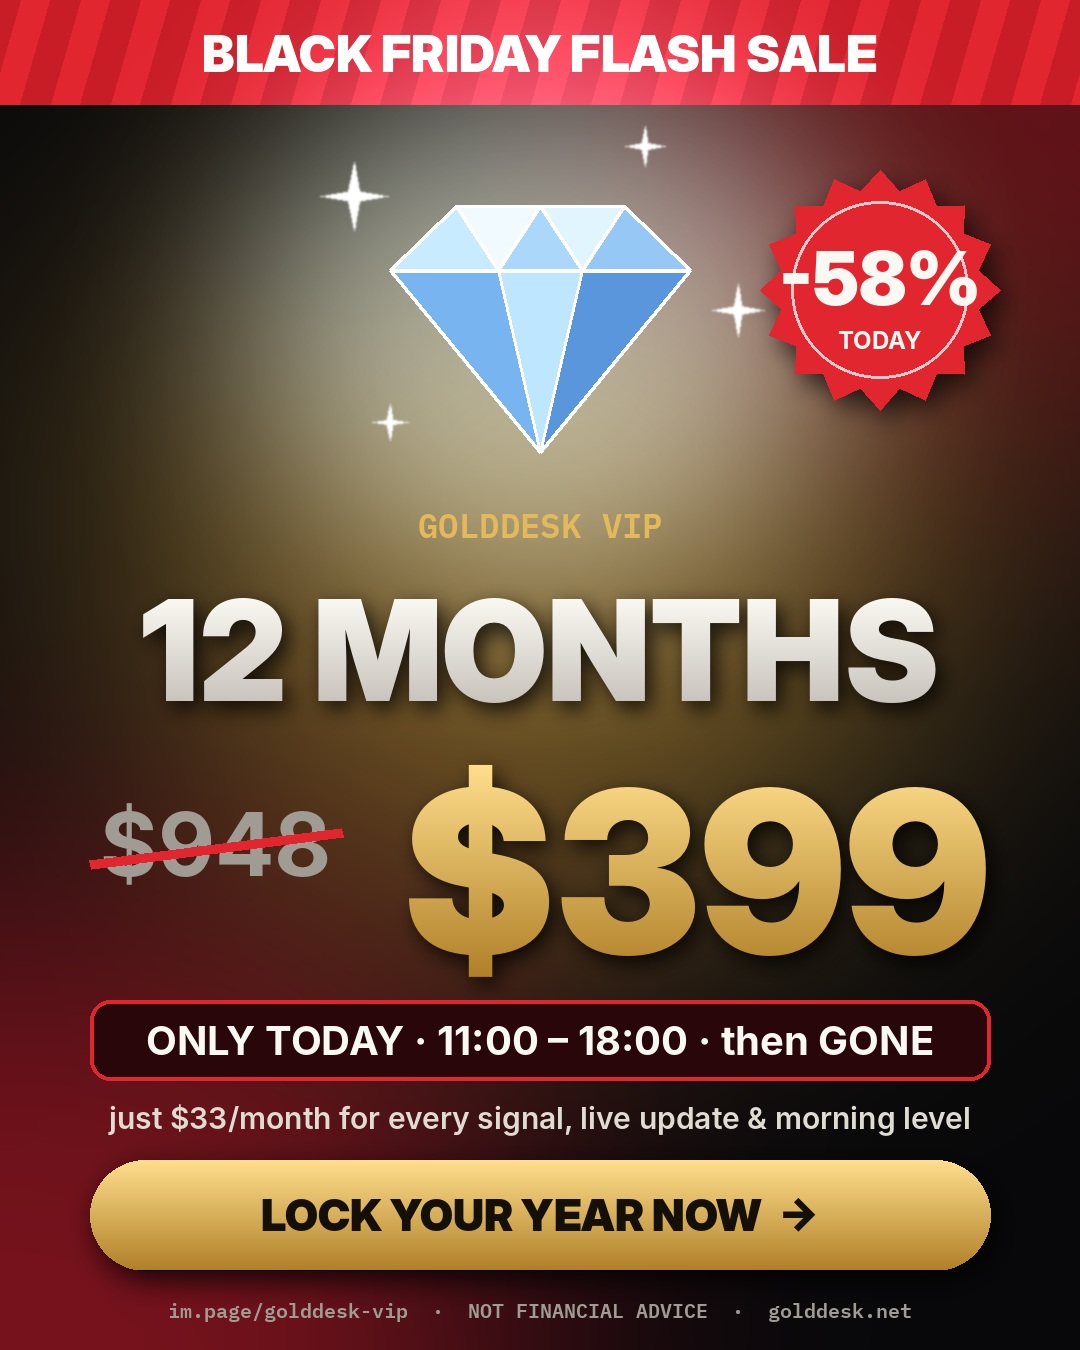 BLACK FRIDAY FLASH SALE
-58%
TODAY
GOLDDESK VIP
12 MONTHS
$948 $399
ONLY TODAY · 11:00 – 18:00 · then GONE
just $33/month for every signal, live update & morning level
LOCK YOUR YEAR NOW →
im.page/golddesk-vip · NOT FINANCIAL ADVICE · golddesk.net